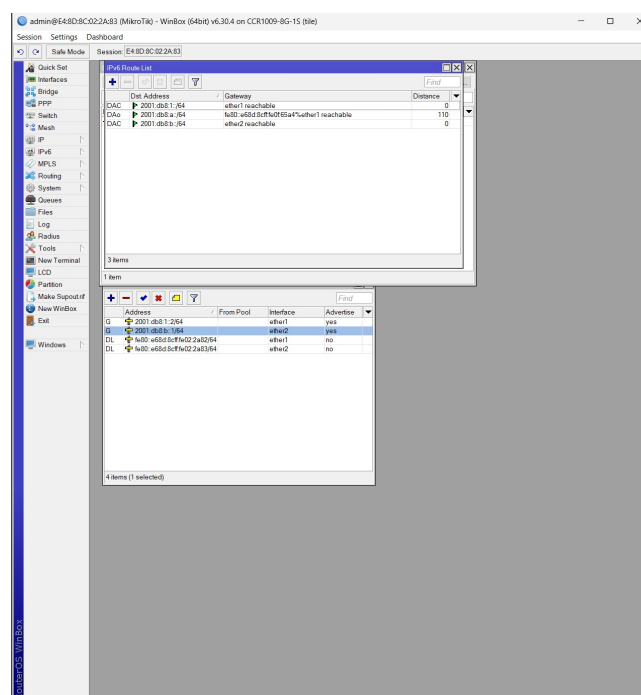 admin@E4:8D:8C:02:2A:83 (MikroTik) - WinBox (64bit) v6.30.4 on CCR1009-8G-1S (tile)
Session Settings Dashboard
Safe Mode Session: E4:8D:8C:02:2A:83
Quick Set
Interfaces
Bridge
PPP
Switch
Mesh
IP
IPv6
MPLS
Routing
System
Queues
Files
Log
Radius
Tools
New Terminal
LCD
Partition
Make Supout.rif
New WinBox
Exit
Windows
RouterOS WinBox
IPv6 Route List
Find
Dst. Address / Gateway Distance
DAC 2001:db8:1::/64 ether1 reachable 0
DAo 2001:db8:a::/64 110
DAC 2001:db8:b::/64 ether2 reachable 0
3 items
1 item
Find
Address / From Pool Interface Advertise
G 2001:db8:1::2/64 ether1 yes
G 2001:db8:b::1/64 ether2 yes
DL fe80::e68d:8cff:fe02:2a82/64 ether1 no
DL fe80::e68d:8cff:fe02:2a83/64 ether2 no
4 items (1 selected)